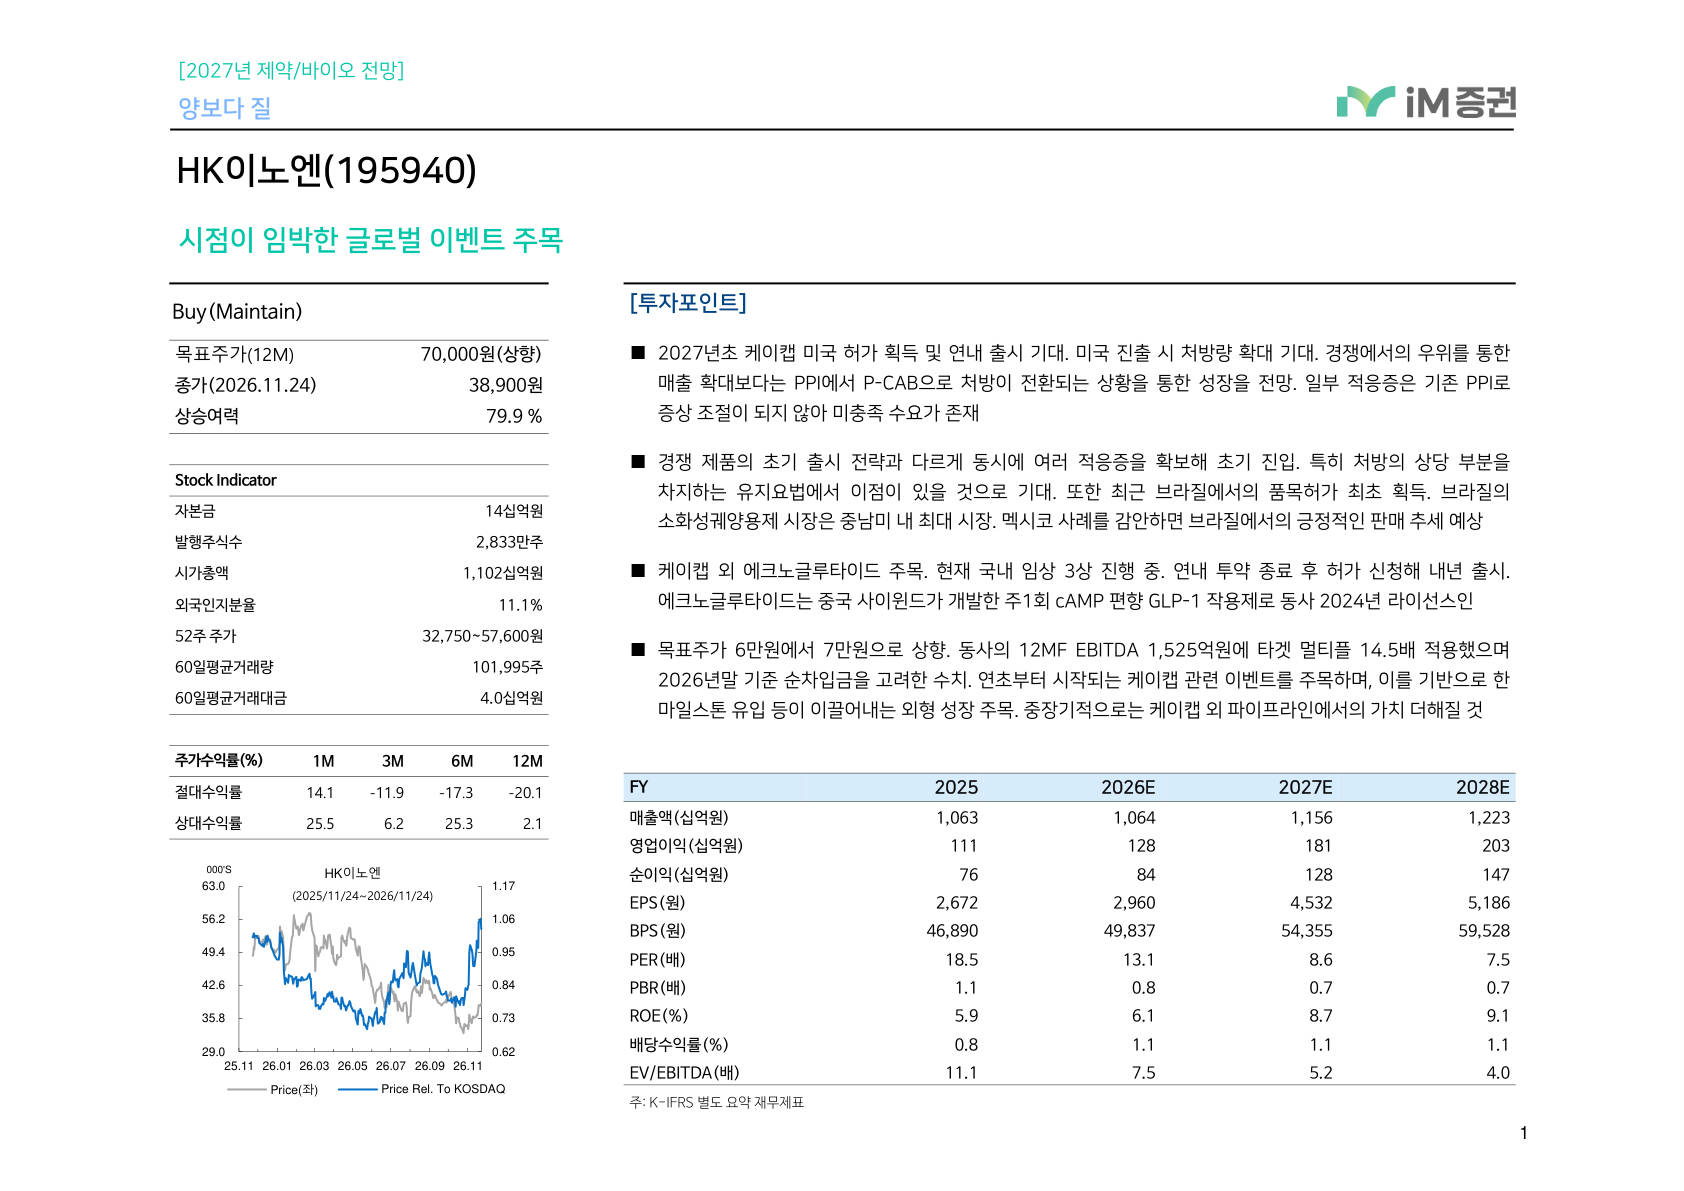 [2027년 제약/바이오 전망]
양보다 질
iM증권
HK이노엔(195940)
시점이 임박한 글로벌 이벤트 주목
Buy(Maintain)
목표주가(12M) 70,000원(상향)
종가(2026.11.24) 38,900원
상승여력 79.9 %
Stock Indicator
자본금 14십억원
발행주식수 2,833만주
시가총액 1,102십억원
외국인지분율 11.1%
52주 주가 32,750~57,600원
60일평균거래량 101,995주
60일평균거래대금 4.0십억원
주가수익률(%) 1M 3M 6M 12M
절대수익률 14.1 -11.9 -17.3 -20.1
상대수익률 25.5 6.2 25.3 2.1
000'S
HK이노엔
(2025/11/24~2026/11/24)
63.0 1.17
56.2 1.06
49.4 0.95
42.6 0.84
35.8 0.73
29.0 0.62
25.11 26.01 26.03 26.05 26.07 26.09 26.11
Price(좌) Price Rel. To KOSDAQ
[투자포인트]
■ 2027년초 케이캡 미국 허가 획득 및 연내 출시 기대. 미국 진출 시 처방량 확대 기대. 경쟁에서의 우위를 통한
매출 확대보다는 PPI에서 P-CAB으로 처방이 전환되는 상황을 통한 성장을 전망. 일부 적응증은 기존 PPI로
증상 조절이 되지 않아 미충족 수요가 존재
■ 경쟁 제품의 초기 출시 전략과 다르게 동시에 여러 적응증을 확보해 초기 진입. 특히 처방의 상당 부분을
차지하는 유지요법에서 이점이 있을 것으로 기대. 또한 최근 브라질에서의 품목허가 최초 획득. 브라질의
소화성궤양용제 시장은 중남미 내 최대 시장. 멕시코 사례를 감안하면 브라질에서의 긍정적인 판매 추세 예상
■ 케이캡 외 에크노글루타이드 주목. 현재 국내 임상 3상 진행 중. 연내 투약 종료 후 허가 신청해 내년 출시.
에크노글루타이드는 중국 사이윈드가 개발한 주1회 cAMP 편향 GLP-1 작용제로 동사 2024년 라이선스인
■ 목표주가 6만원에서 7만원으로 상향. 동사의 12MF EBITDA 1,525억원에 타겟 멀티플 14.5배 적용했으며
2026년말 기준 순차입금을 고려한 수치. 연초부터 시작되는 케이캡 관련 이벤트를 주목하며, 이를 기반으로 한
마일스톤 유입 등이 이끌어내는 외형 성장 주목. 중장기적으로는 케이캡 외 파이프라인에서의 가치 더해질 것
FY 2025 2026E 2027E 2028E
매출액(십억원) 1,063 1,064 1,156 1,223
영업이익(십억원) 111 128 181 203
순이익(십억원) 76 84 128 147
EPS(원) 2,672 2,960 4,532 5,186
BPS(원) 46,890 49,837 54,355 59,528
PER(배) 18.5 13.1 8.6 7.5
PBR(배) 1.1 0.8 0.7 0.7
ROE(%) 5.9 6.1 8.7 9.1
배당수익률(%) 0.8 1.1 1.1 1.1
EV/EBITDA(배) 11.1 7.5 5.2 4.0
주: K-IFRS 별도 요약 재무제표
1